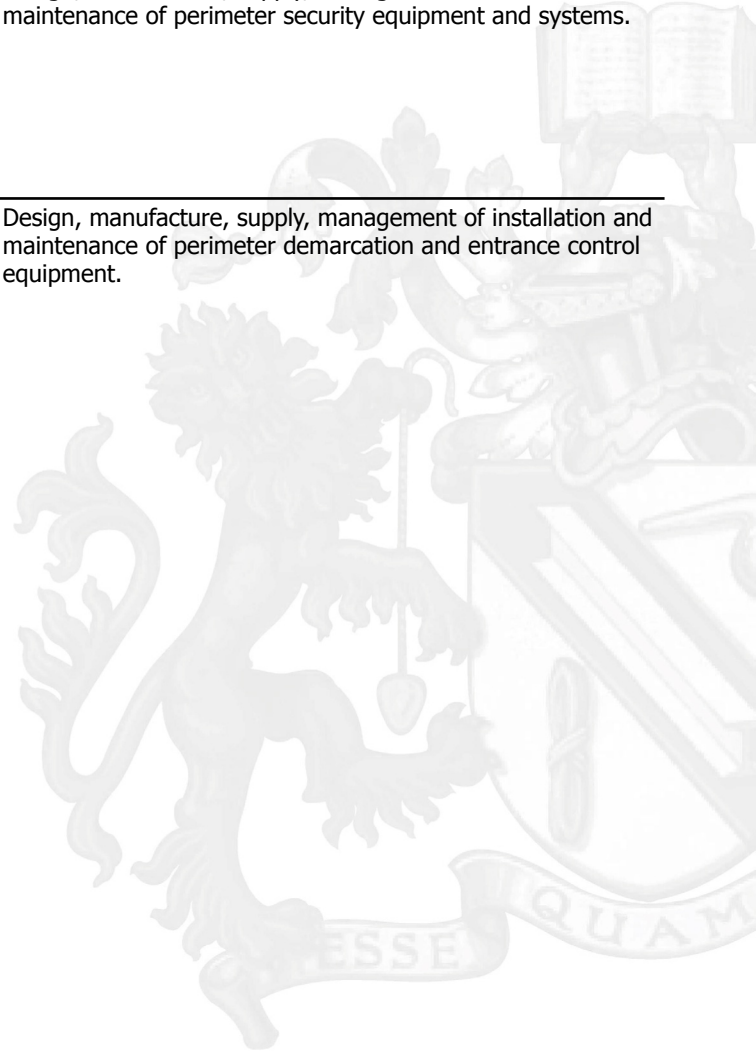 maintenance of perimeter security equipment and systems.
Design, manufacture, supply, management of installation and
maintenance of perimeter demarcation and entrance control
equipment.
ESSE QUAM